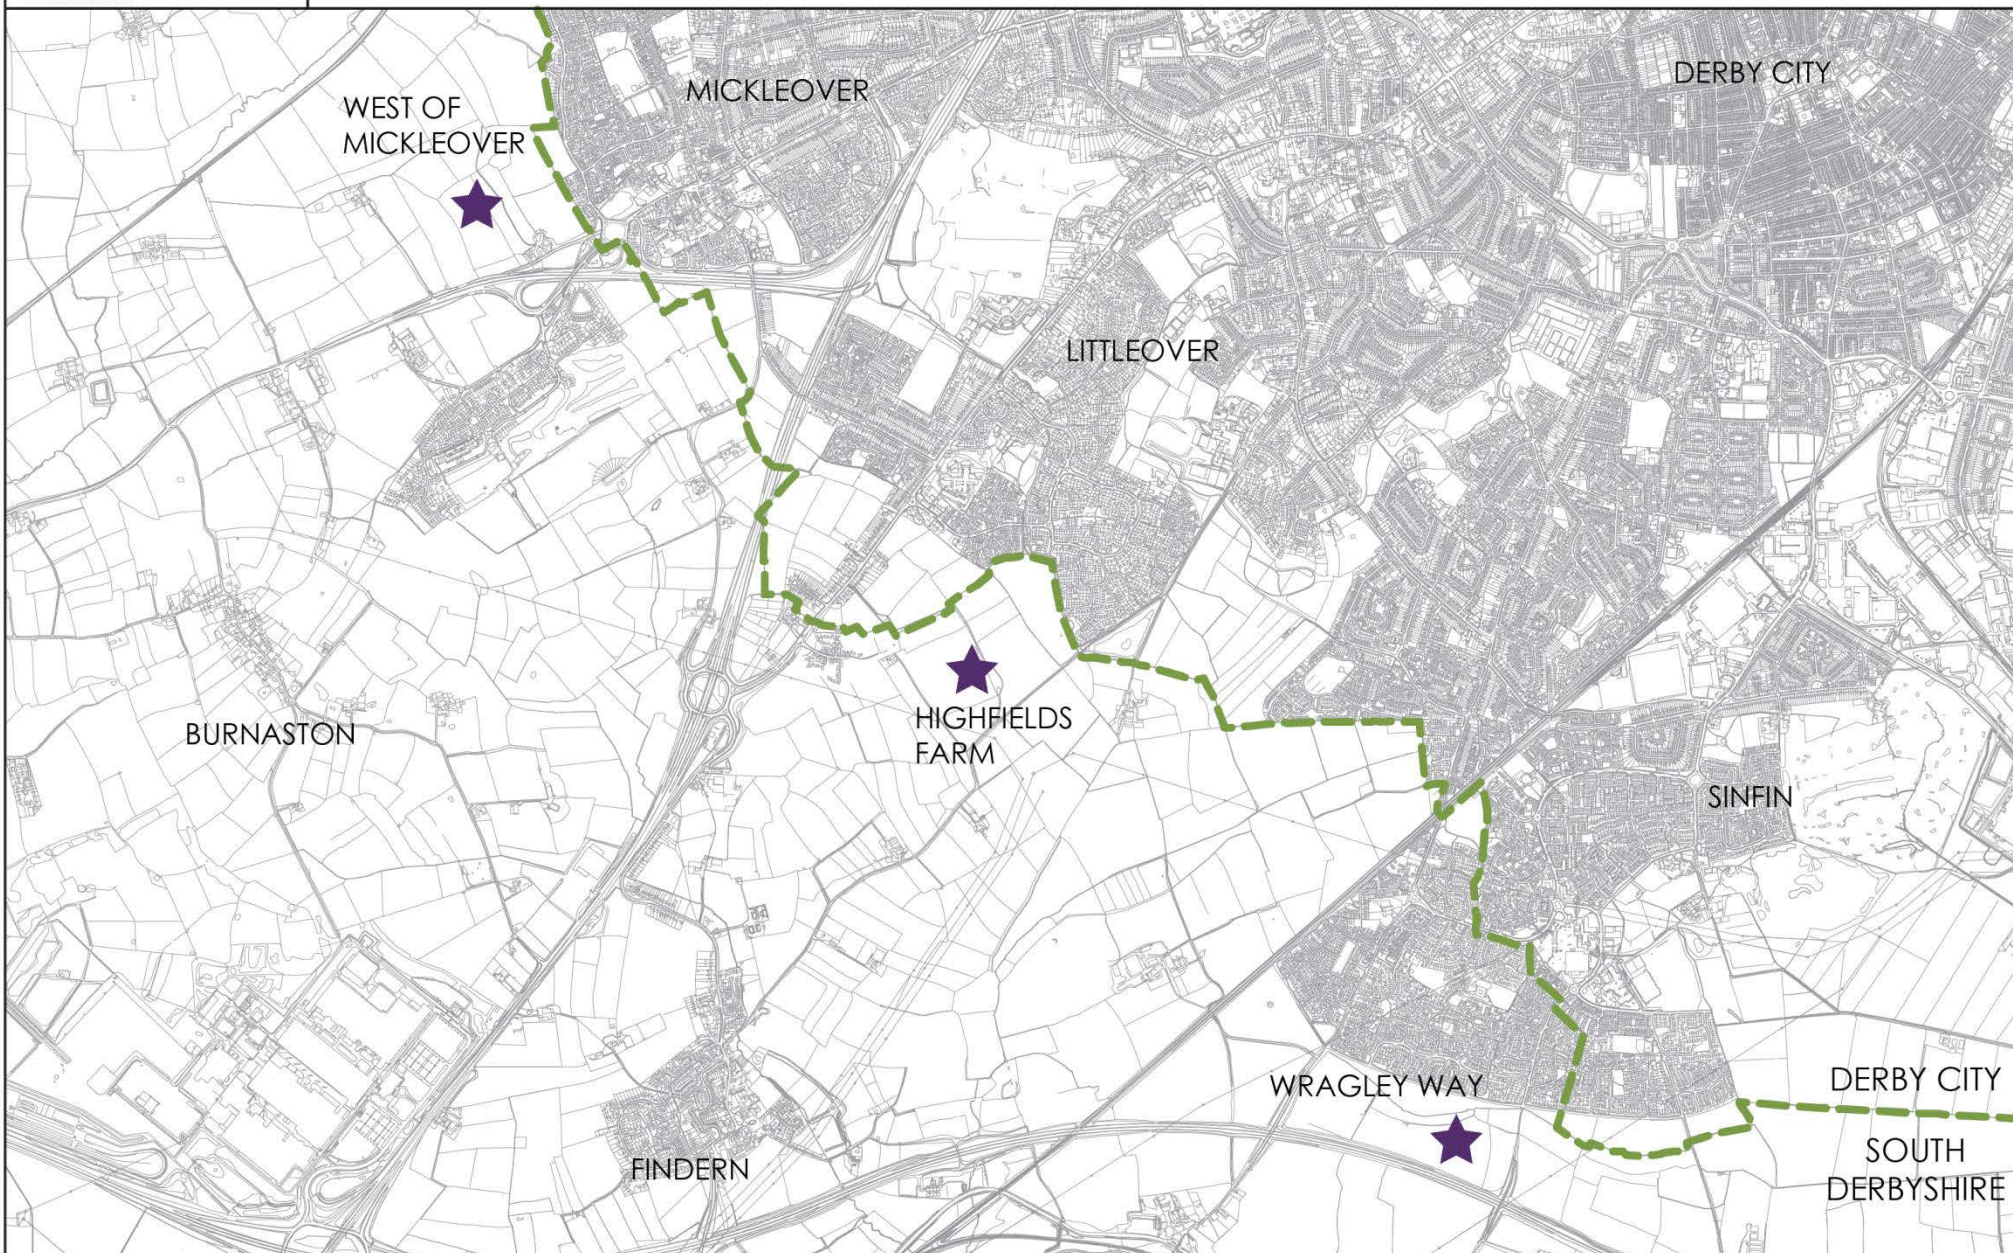 DERBY CITY
MICKLEOVER
WEST OF
MICKLEOVER
LITTLEOVER
HIGHFIELDS
FARM
BURNASTON
SINFIN
WRAGLEY WAY
DERBY CITY
SOUTH
DERBYSHIRE
FINDERN